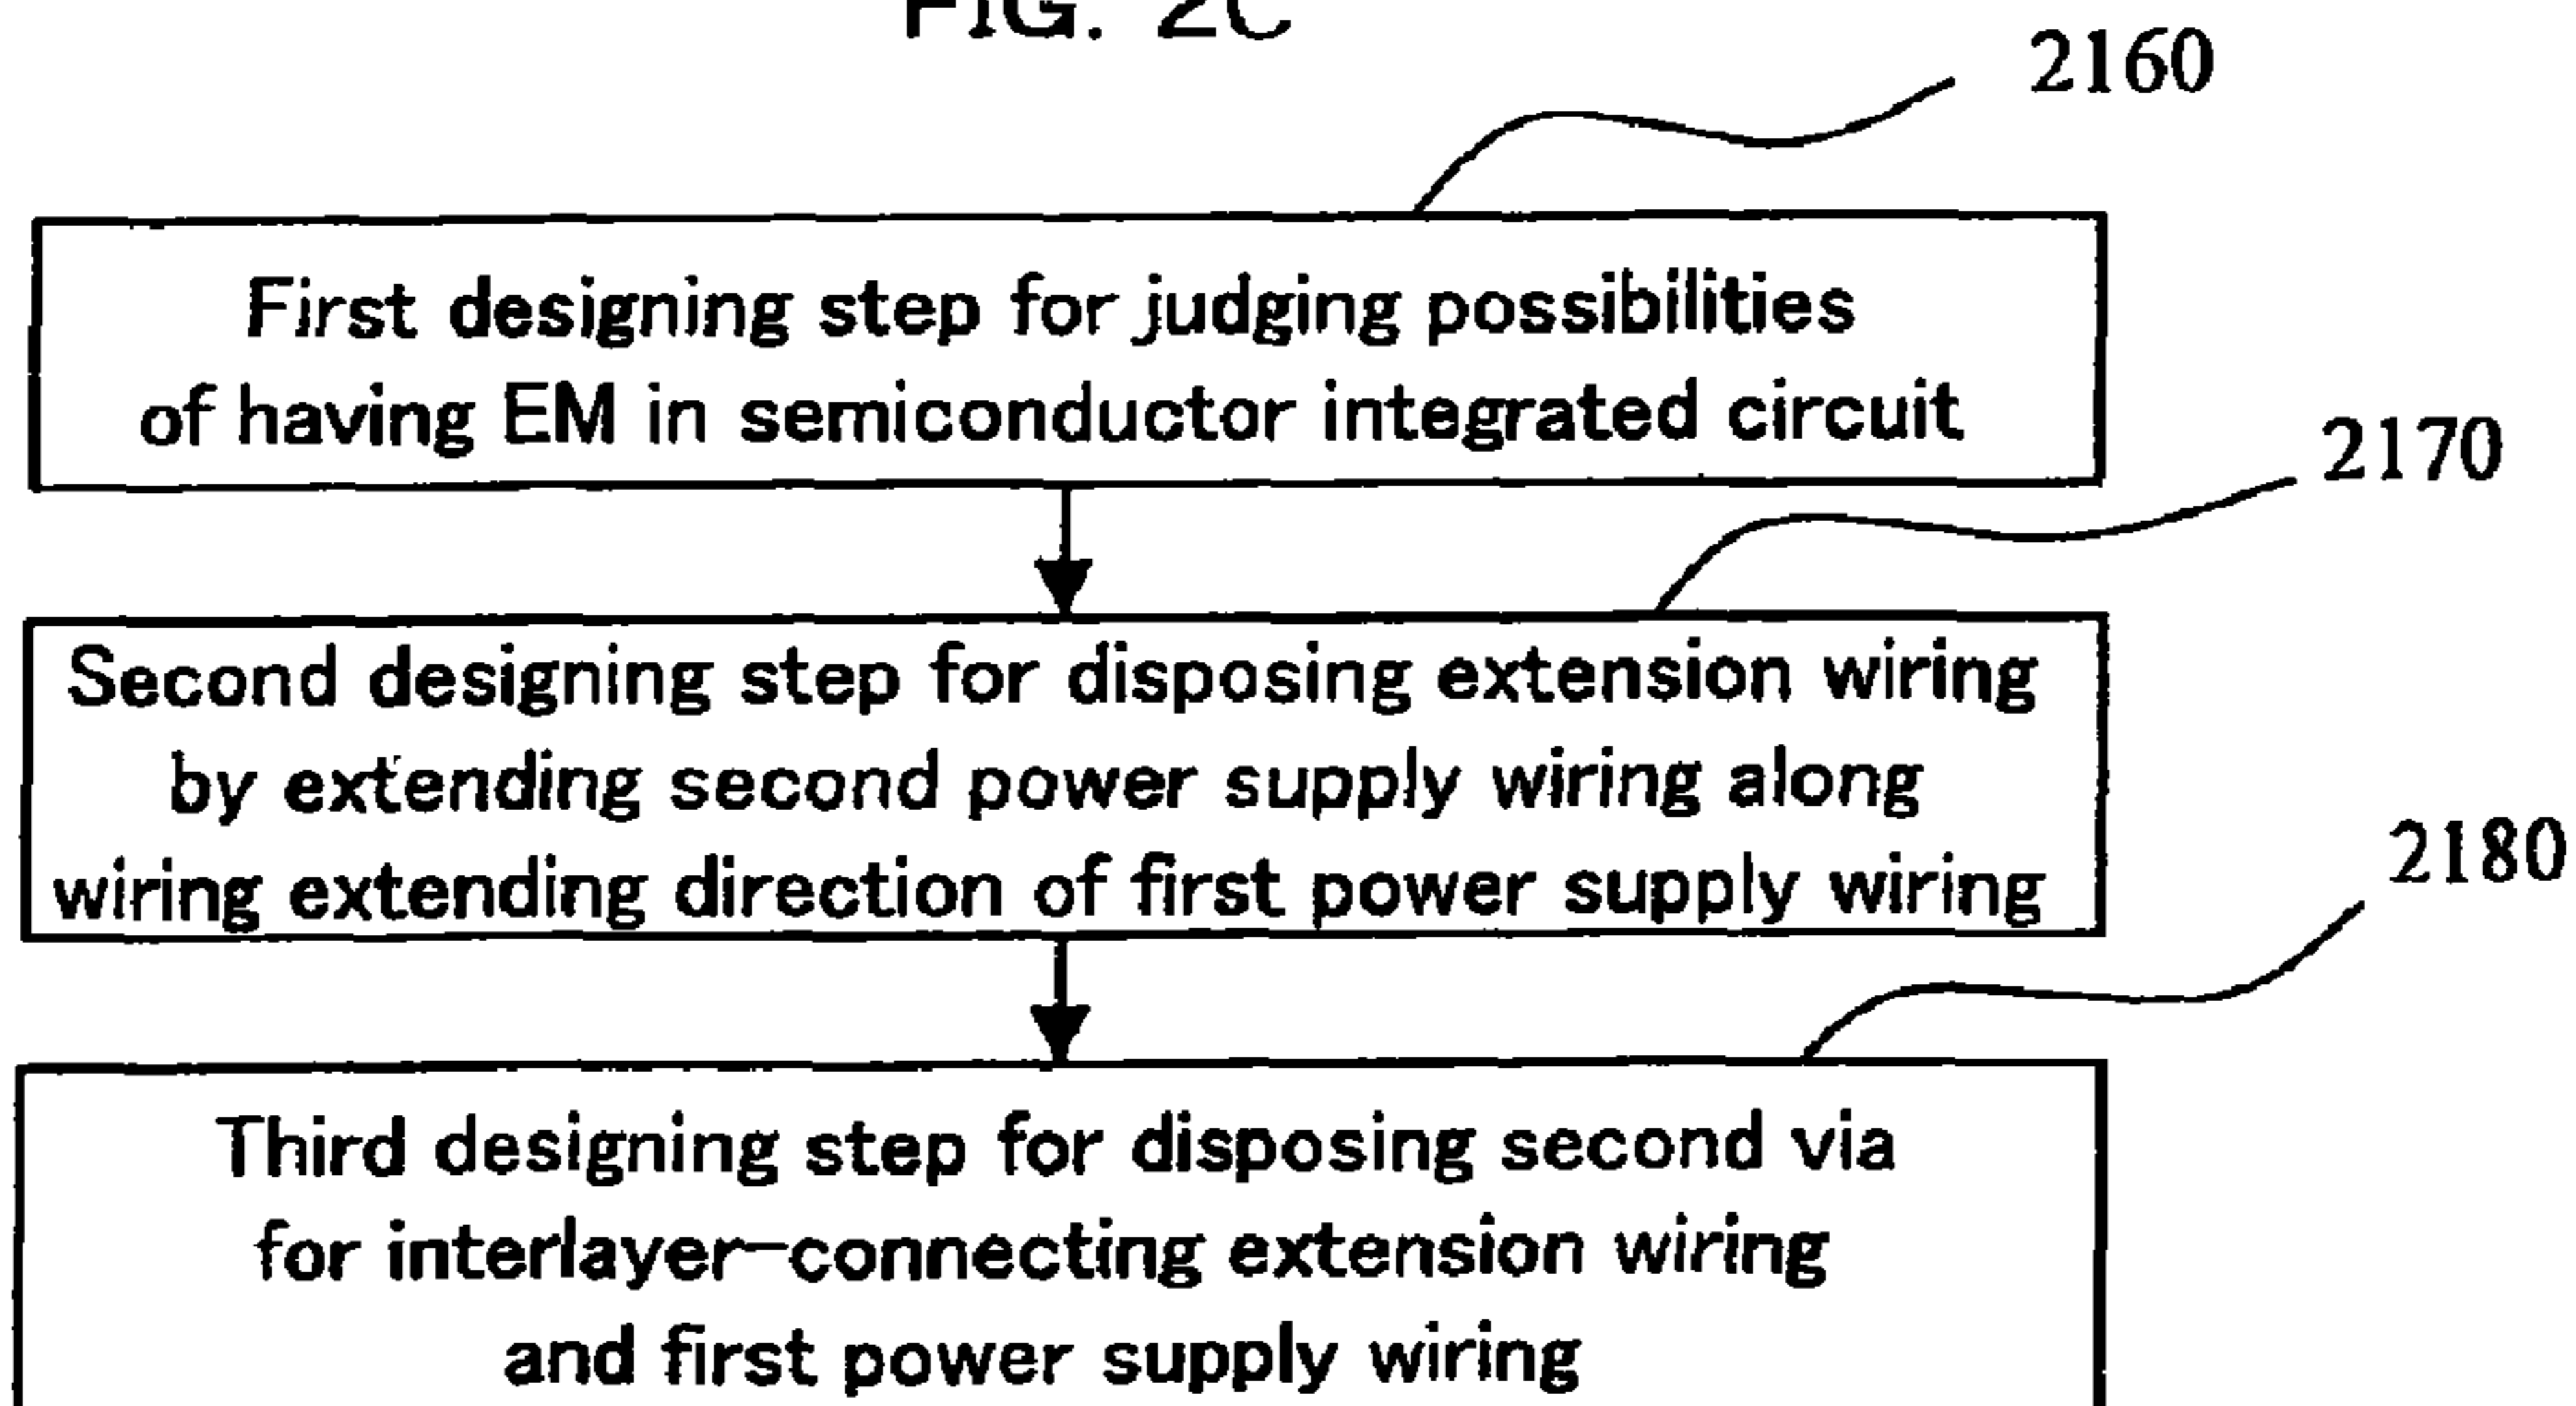 FIG. 2C
2160
First designing step for judging possibilities
of having EM in semiconductor integrated circuit
2170
Second designing step for disposing extension wiring
by extending second power supply wiring along
wiring extending direction of first power supply wiring
2180
Third designing step for disposing second via
for interlayer-connecting extension wiring
and first power supply wiring